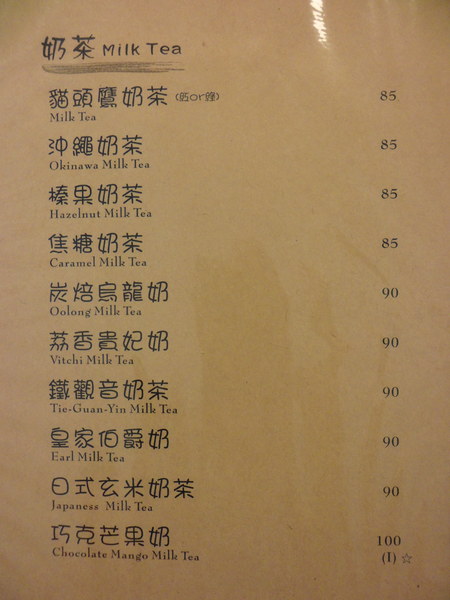 奶茶 Milk Tea
貓頭鷹奶茶 85
Milk Tea
沖繩奶茶 85
Okinawa Milk Tea
榛果奶茶 85
Hazelnut Milk Tea
焦糖奶茶 85
Caramel Milk Tea
炭焙烏龍奶 90
Oolong Milk Tea
荔香貴妃奶 90
Vitchi Milk Tea
鐵觀音奶茶 90
Tie-Guan-Yin Milk Tea
皇家伯爵奶 90
Earl Milk Tea
日式玄米奶茶 90
Japaness Milk Tea
巧克芒果奶 100
Chocolate Mango Milk Tea (1) ☆